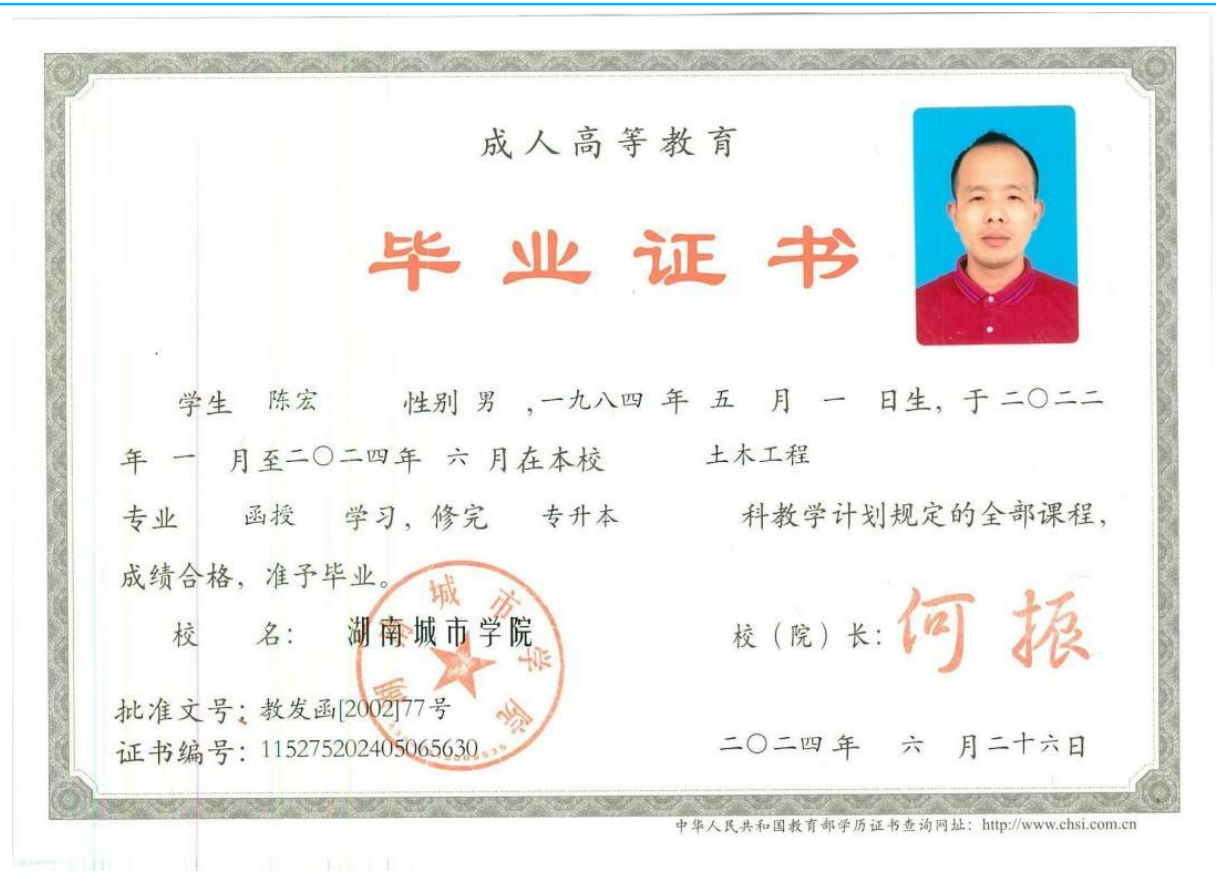 成人高等教育
毕业证书
学生 陈宏 性别 男 ,一九八四 年 五 月 一 日生, 于 二〇二二
年 一 月至二〇二四年 六 月在本校 土木工程
专业 函授 学习, 修完 专升本 科教学计划规定的全部课程,
成绩合格, 准予毕业。
校 名: 湖南城市学院
湖南城市学院
校（院）长: 何振
批准文号: 教发函[2002]77号
证书编号: 115275202405065630
二〇二四 年 六 月二十六日
中华人民共和国教育部学历证书查询网址: http://www.chsi.com.cn